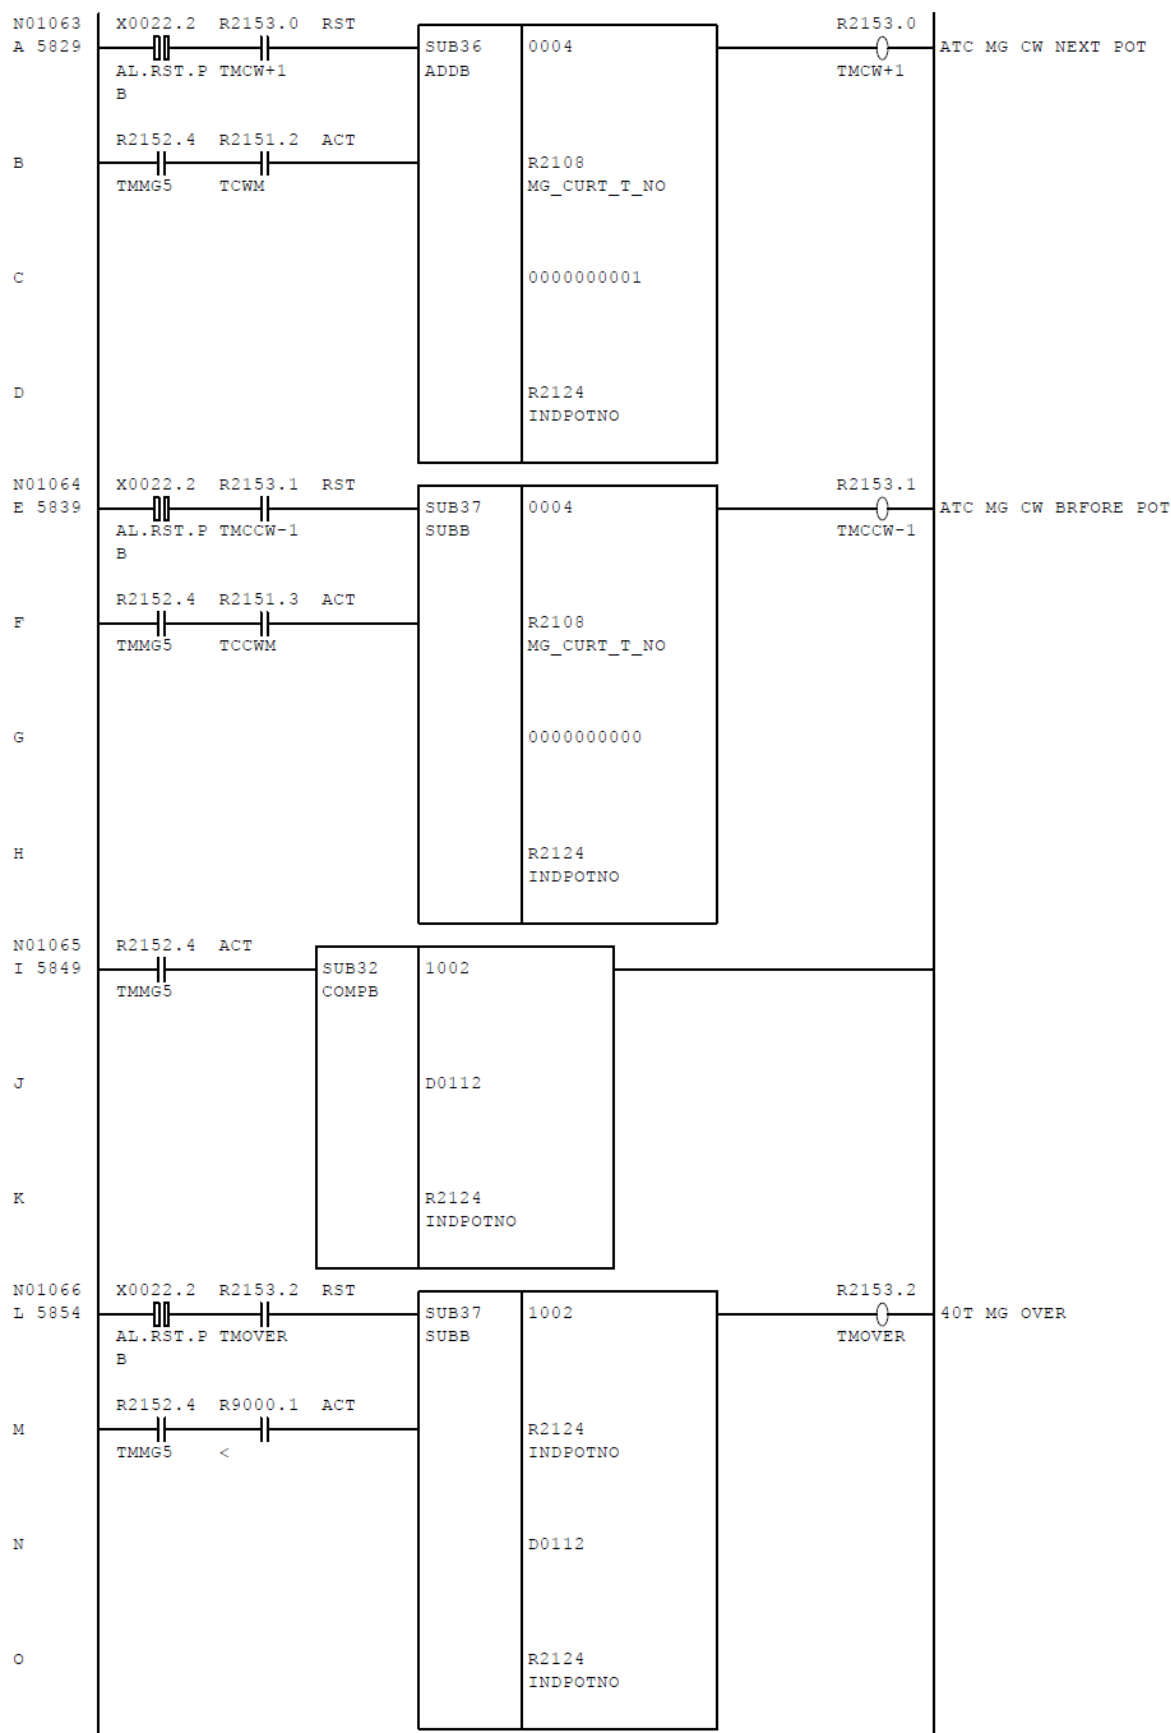 N01063 X0022.2 R2153.0 RST R2153.0
A 5829 SUB36 0004 ATC MG CW NEXT POT
AL.RST.P TMCW+1 ADDB TMCW+1
B
R2152.4 R2151.2 ACT
B R2108
TMMG5 TCWM MG_CURT_T_NO
C 0000000001
D R2124
INDPOTNO
N01064 X0022.2 R2153.1 RST R2153.1
E 5839 SUB37 0004 ATC MG CW BRFORE POT
AL.RST.P TMCCW-1 SUBB TMCCW-1
B
R2152.4 R2151.3 ACT
F R2108
TMMG5 TCCWM MG_CURT_T_NO
G 0000000000
H R2124
INDPOTNO
N01065 R2152.4 ACT
I 5849 SUB32 1002
TMMG5 COMPB
J D0112
K R2124
INDPOTNO
N01066 X0022.2 R2153.2 RST R2153.2
L 5854 SUB37 1002 40T MG OVER
AL.RST.P TMOVER SUBB TMOVER
B
R2152.4 R9000.1 ACT
M R2124
TMMG5 < INDPOTNO
N D0112
O R2124
INDPOTNO